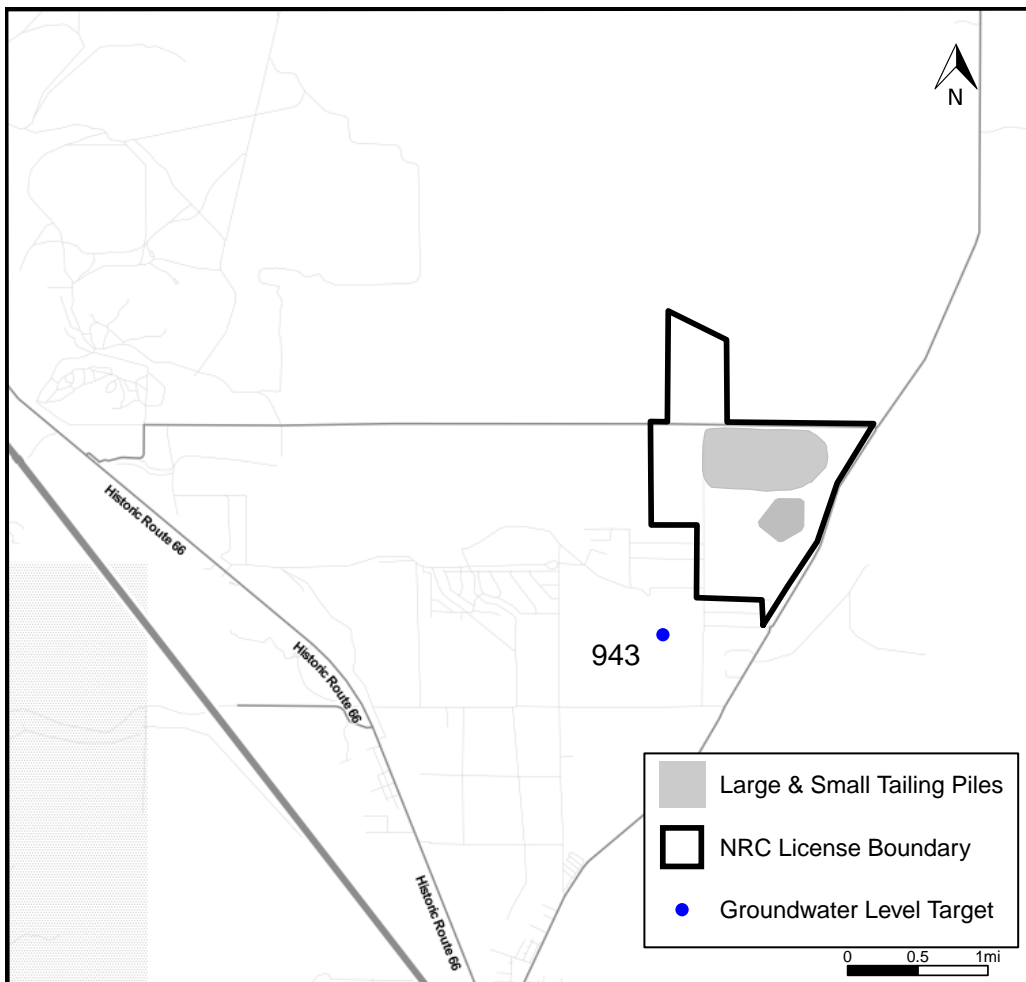 N
Historic Route 66
Historic Route 66
943
Historic Route 66
Large & Small Tailing Piles
NRC License Boundary
Groundwater Level Target
0 0.5 1mi